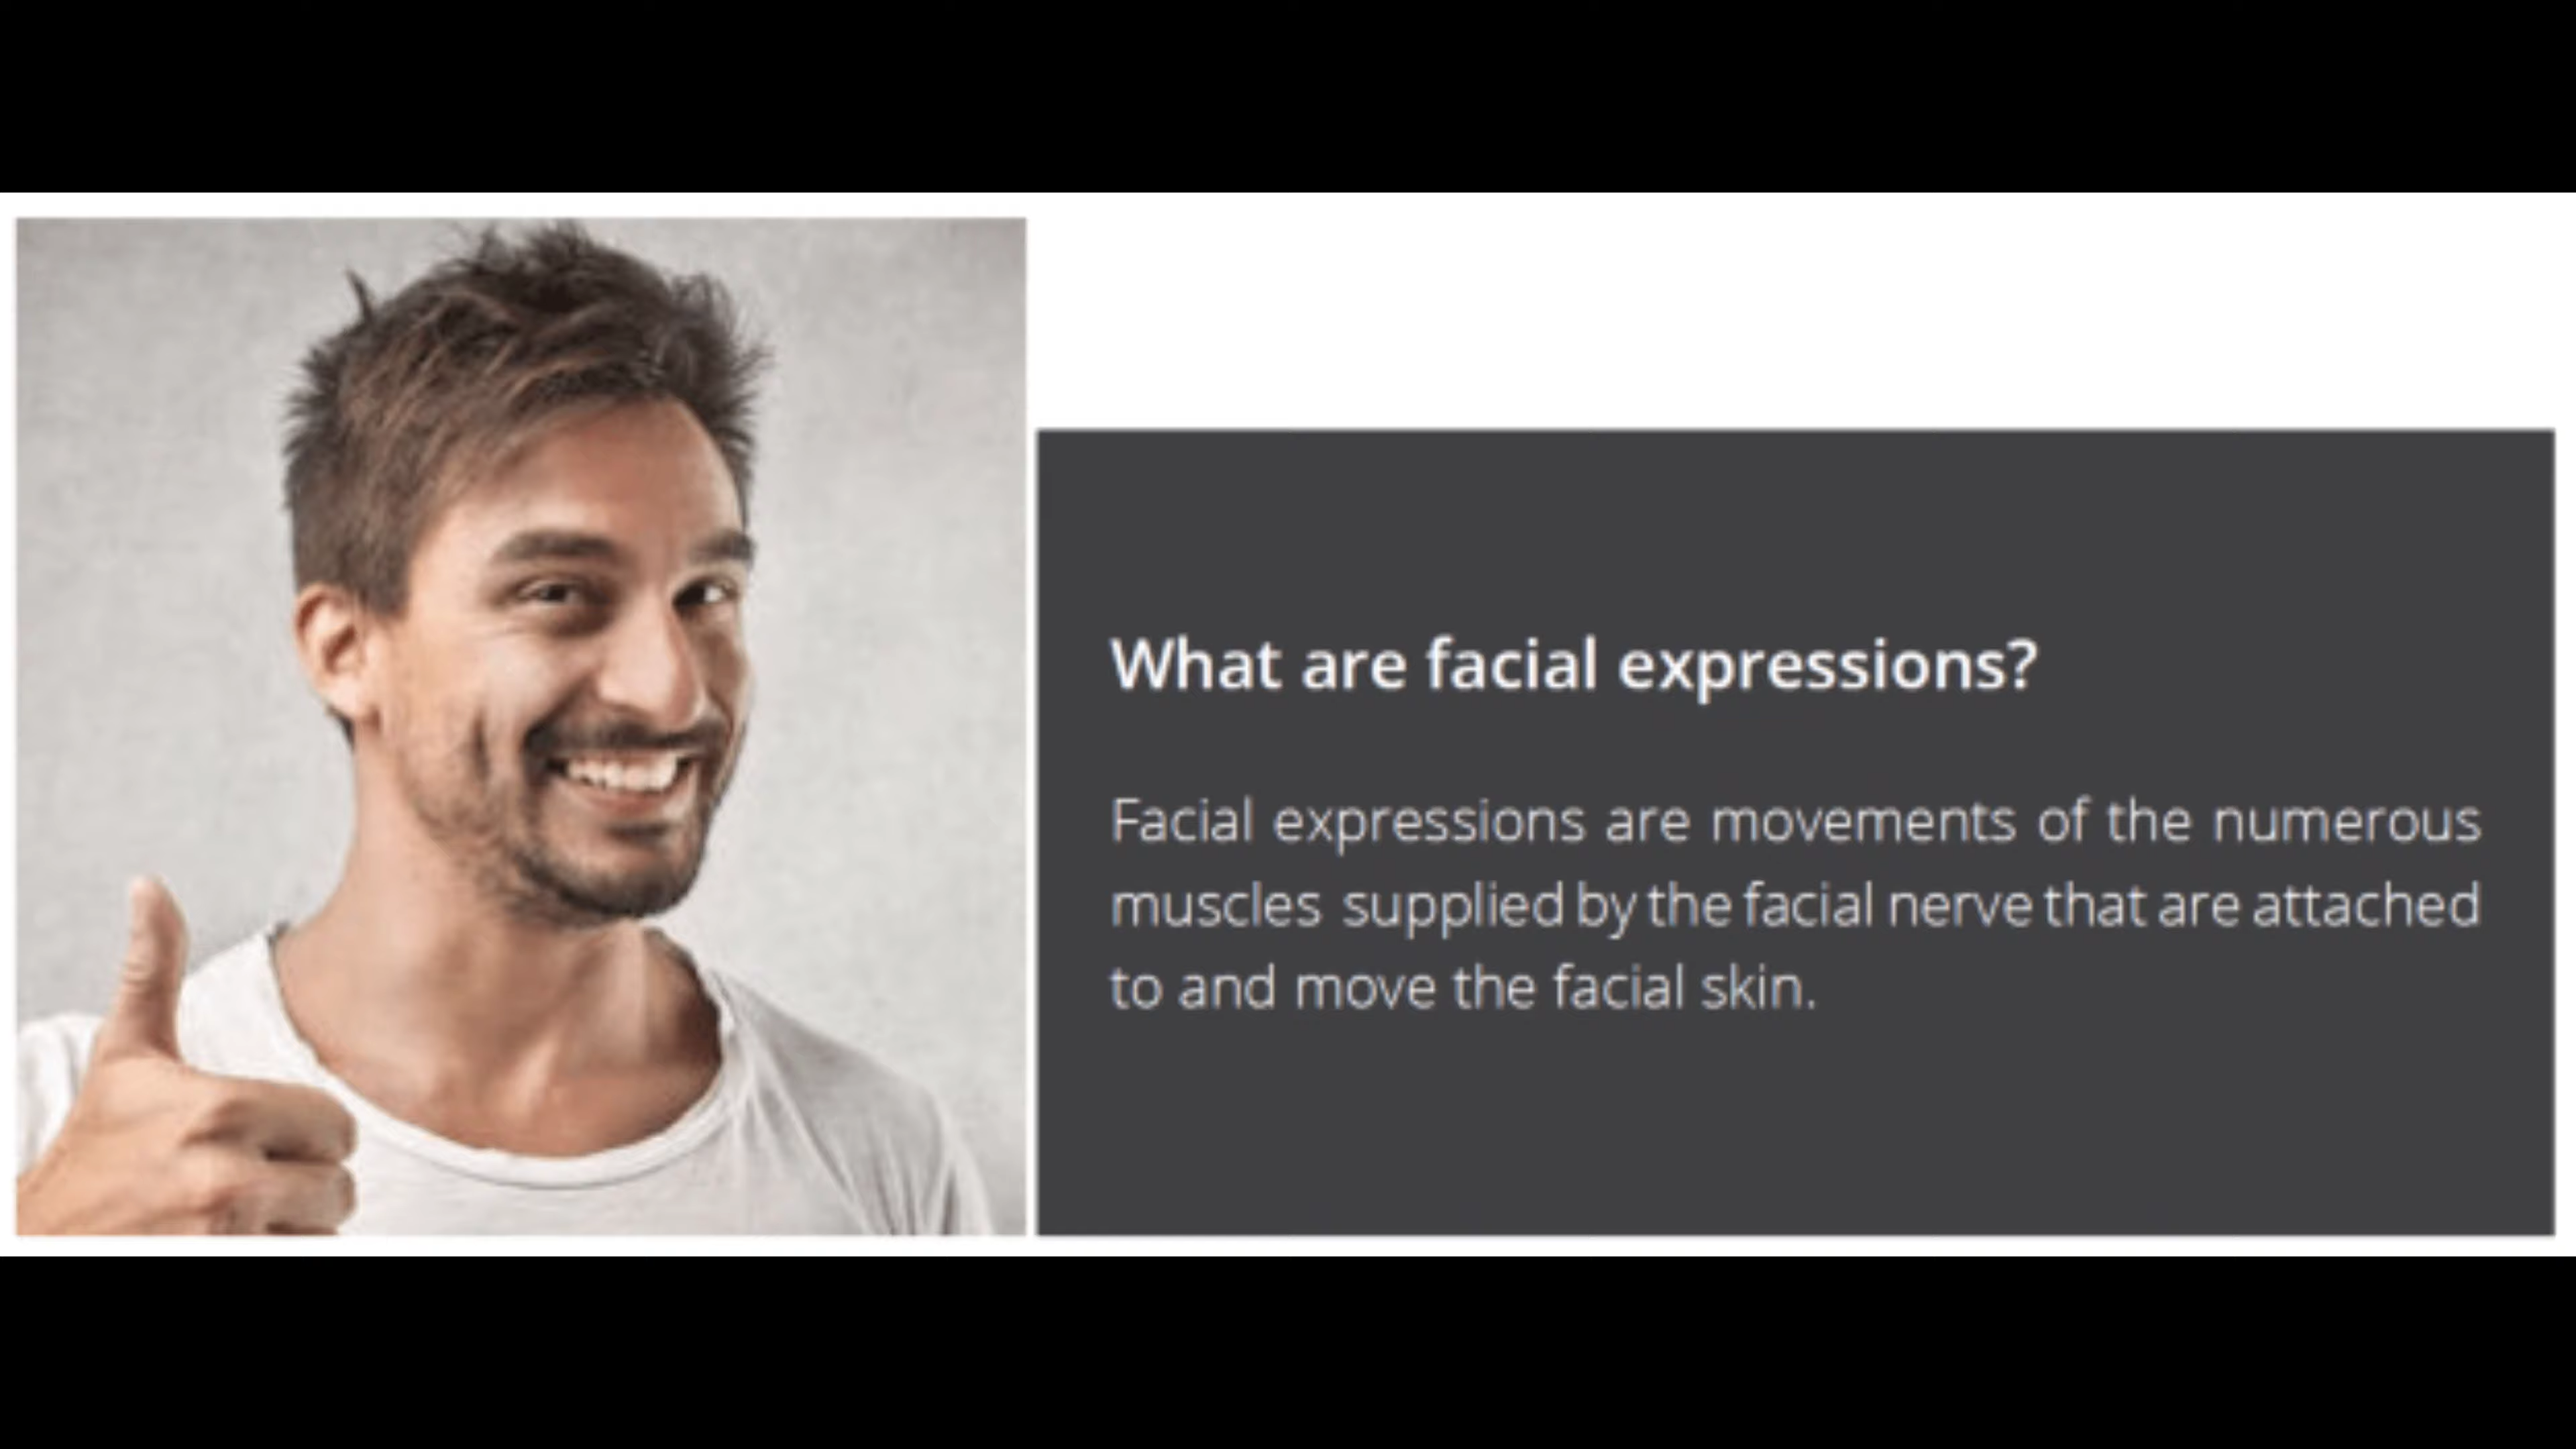 What are facial expressions?
Facial expressions are movements of the numerous
muscles supplied by the facial nerve that are attached
to and move the facial skin.